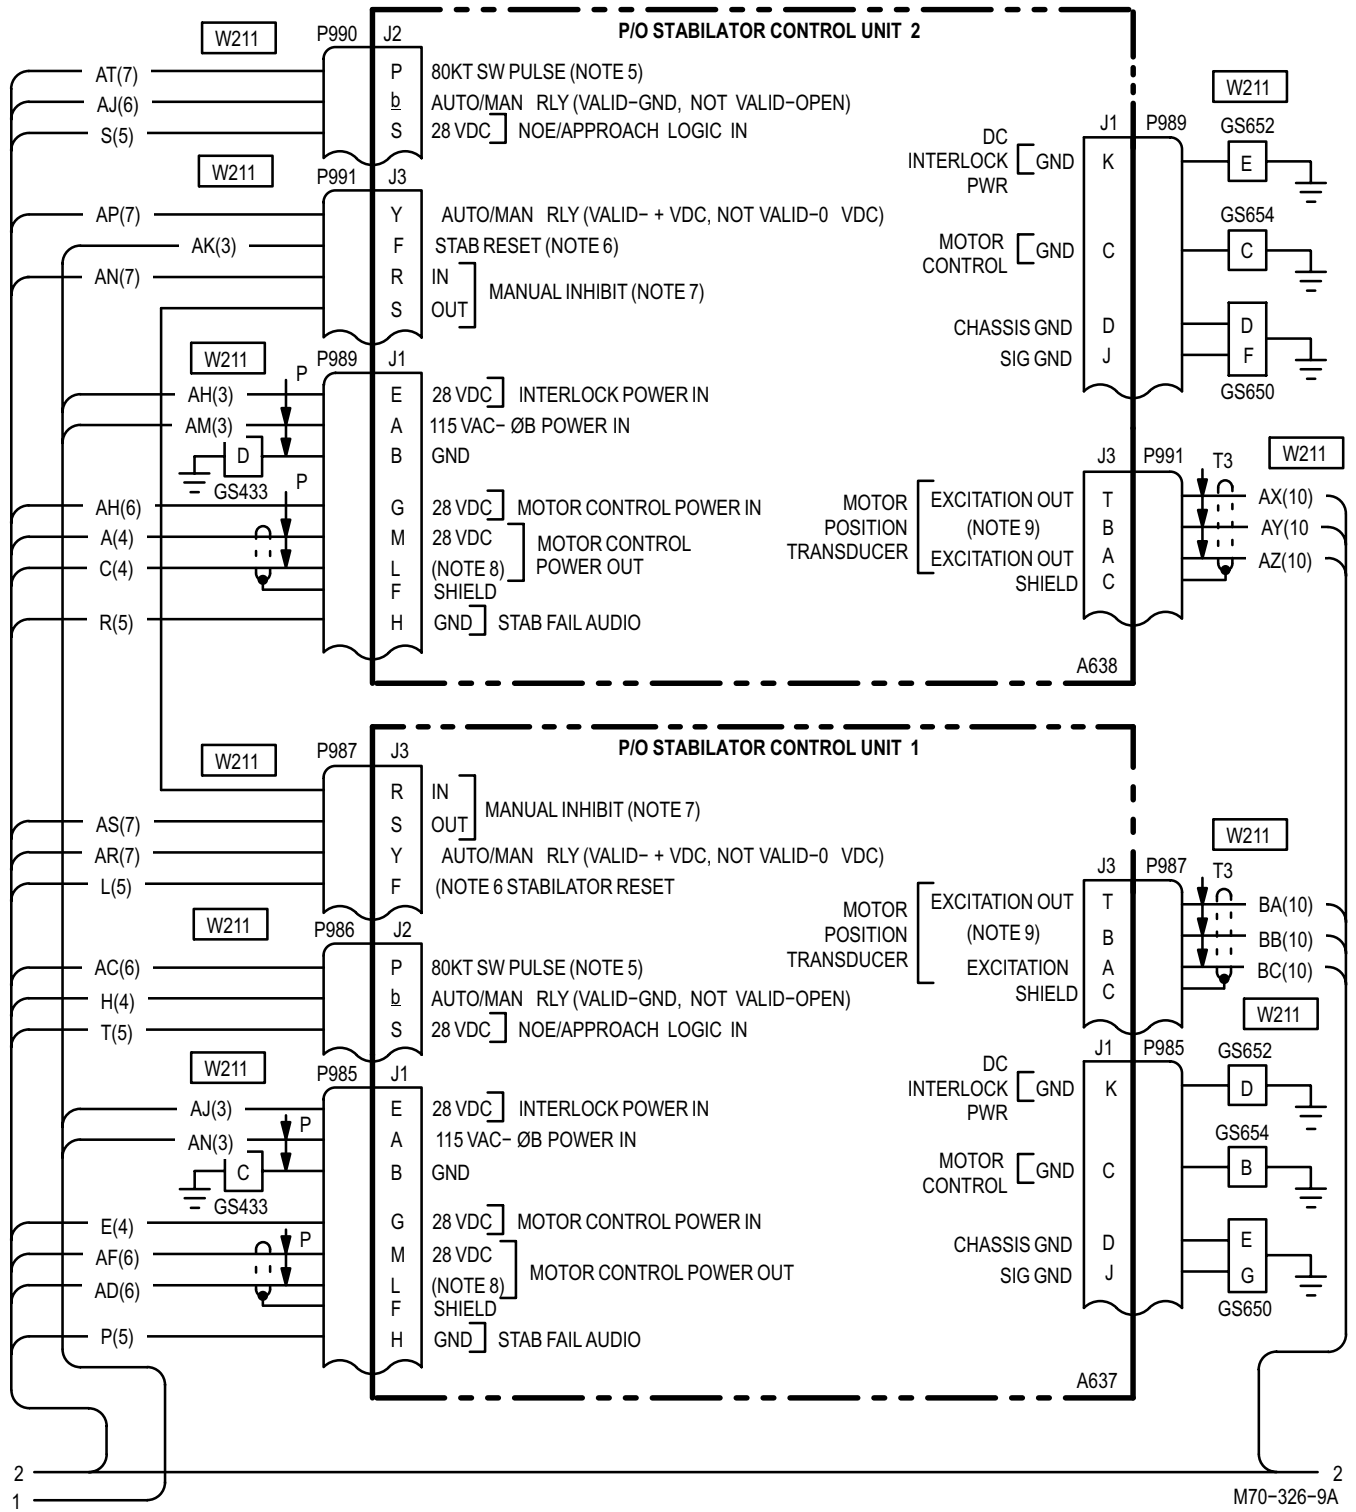 P/O STABILATOR CONTROL UNIT 2
W211 P990 J2
AT(7) P 80KT SW PULSE (NOTE 5)
AJ(6) b AUTO/MAN RLY (VALID−GND, NOT VALID−OPEN)
S(5) S 28 VDC NOE/APPROACH LOGIC IN
W211 P991 J3
AP(7) Y AUTO/MAN RLY (VALID− + VDC, NOT VALID−0 VDC)
AK(3) F STAB RESET (NOTE 6)
AN(7) R IN
MANUAL INHIBIT (NOTE 7)
S OUT
W211 P989 J1
P
AH(3) E 28 VDC INTERLOCK POWER IN
AM(3) A 115 VAC− ØB POWER IN
D B GND
GS433
P
AH(6) G 28 VDC MOTOR CONTROL POWER IN
A(4) M 28 VDC
MOTOR CONTROL
POWER OUT
C(4) L (NOTE 8)
F SHIELD
R(5) H GND STAB FAIL AUDIO
W211
J1 P989 GS652
DC
INTERLOCK GND K E
PWR
GS654
MOTOR
CONTROL GND C C
CHASSIS GND D D
SIG GND J F
GS650
J3 P991 T3 W211
MOTOR
POSITION
TRANSDUCER
EXCITATION OUT T AX(10)
(NOTE 9) B AY(10
EXCITATION OUT A AZ(10)
SHIELD C
A638
P/O STABILATOR CONTROL UNIT 1
W211 P987 J3
R IN
MANUAL INHIBIT (NOTE 7)
AS(7) S OUT
AR(7) Y AUTO/MAN RLY (VALID− + VDC, NOT VALID−0 VDC)
L(5) F (NOTE 6 STABILATOR RESET
W211 P986 J2
AC(6) P 80KT SW PULSE (NOTE 5)
H(4) b AUTO/MAN RLY (VALID−GND, NOT VALID−OPEN)
T(5) S 28 VDC NOE/APPROACH LOGIC IN
W211 P985 J1
AJ(3) E 28 VDC INTERLOCK POWER IN
P
AN(3) A 115 VAC− ØB POWER IN
C B GND
GS433
E(4) G 28 VDC MOTOR CONTROL POWER IN
P
AF(6) M 28 VDC
MOTOR CONTROL POWER OUT
AD(6) L (NOTE 8)
F SHIELD
P(5) H GND STAB FAIL AUDIO
W211
J3 P987 T3
MOTOR
POSITION
TRANSDUCER
EXCITATION OUT T BA(10)
(NOTE 9) B BB(10)
EXCITATION A BC(10)
SHIELD C
W211
J1 P985 GS652
DC
INTERLOCK GND K D
PWR
GS654
MOTOR
CONTROL GND C B
CHASSIS GND D E
SIG GND J G
GS650
A637
2 2
1
M70−326−9A